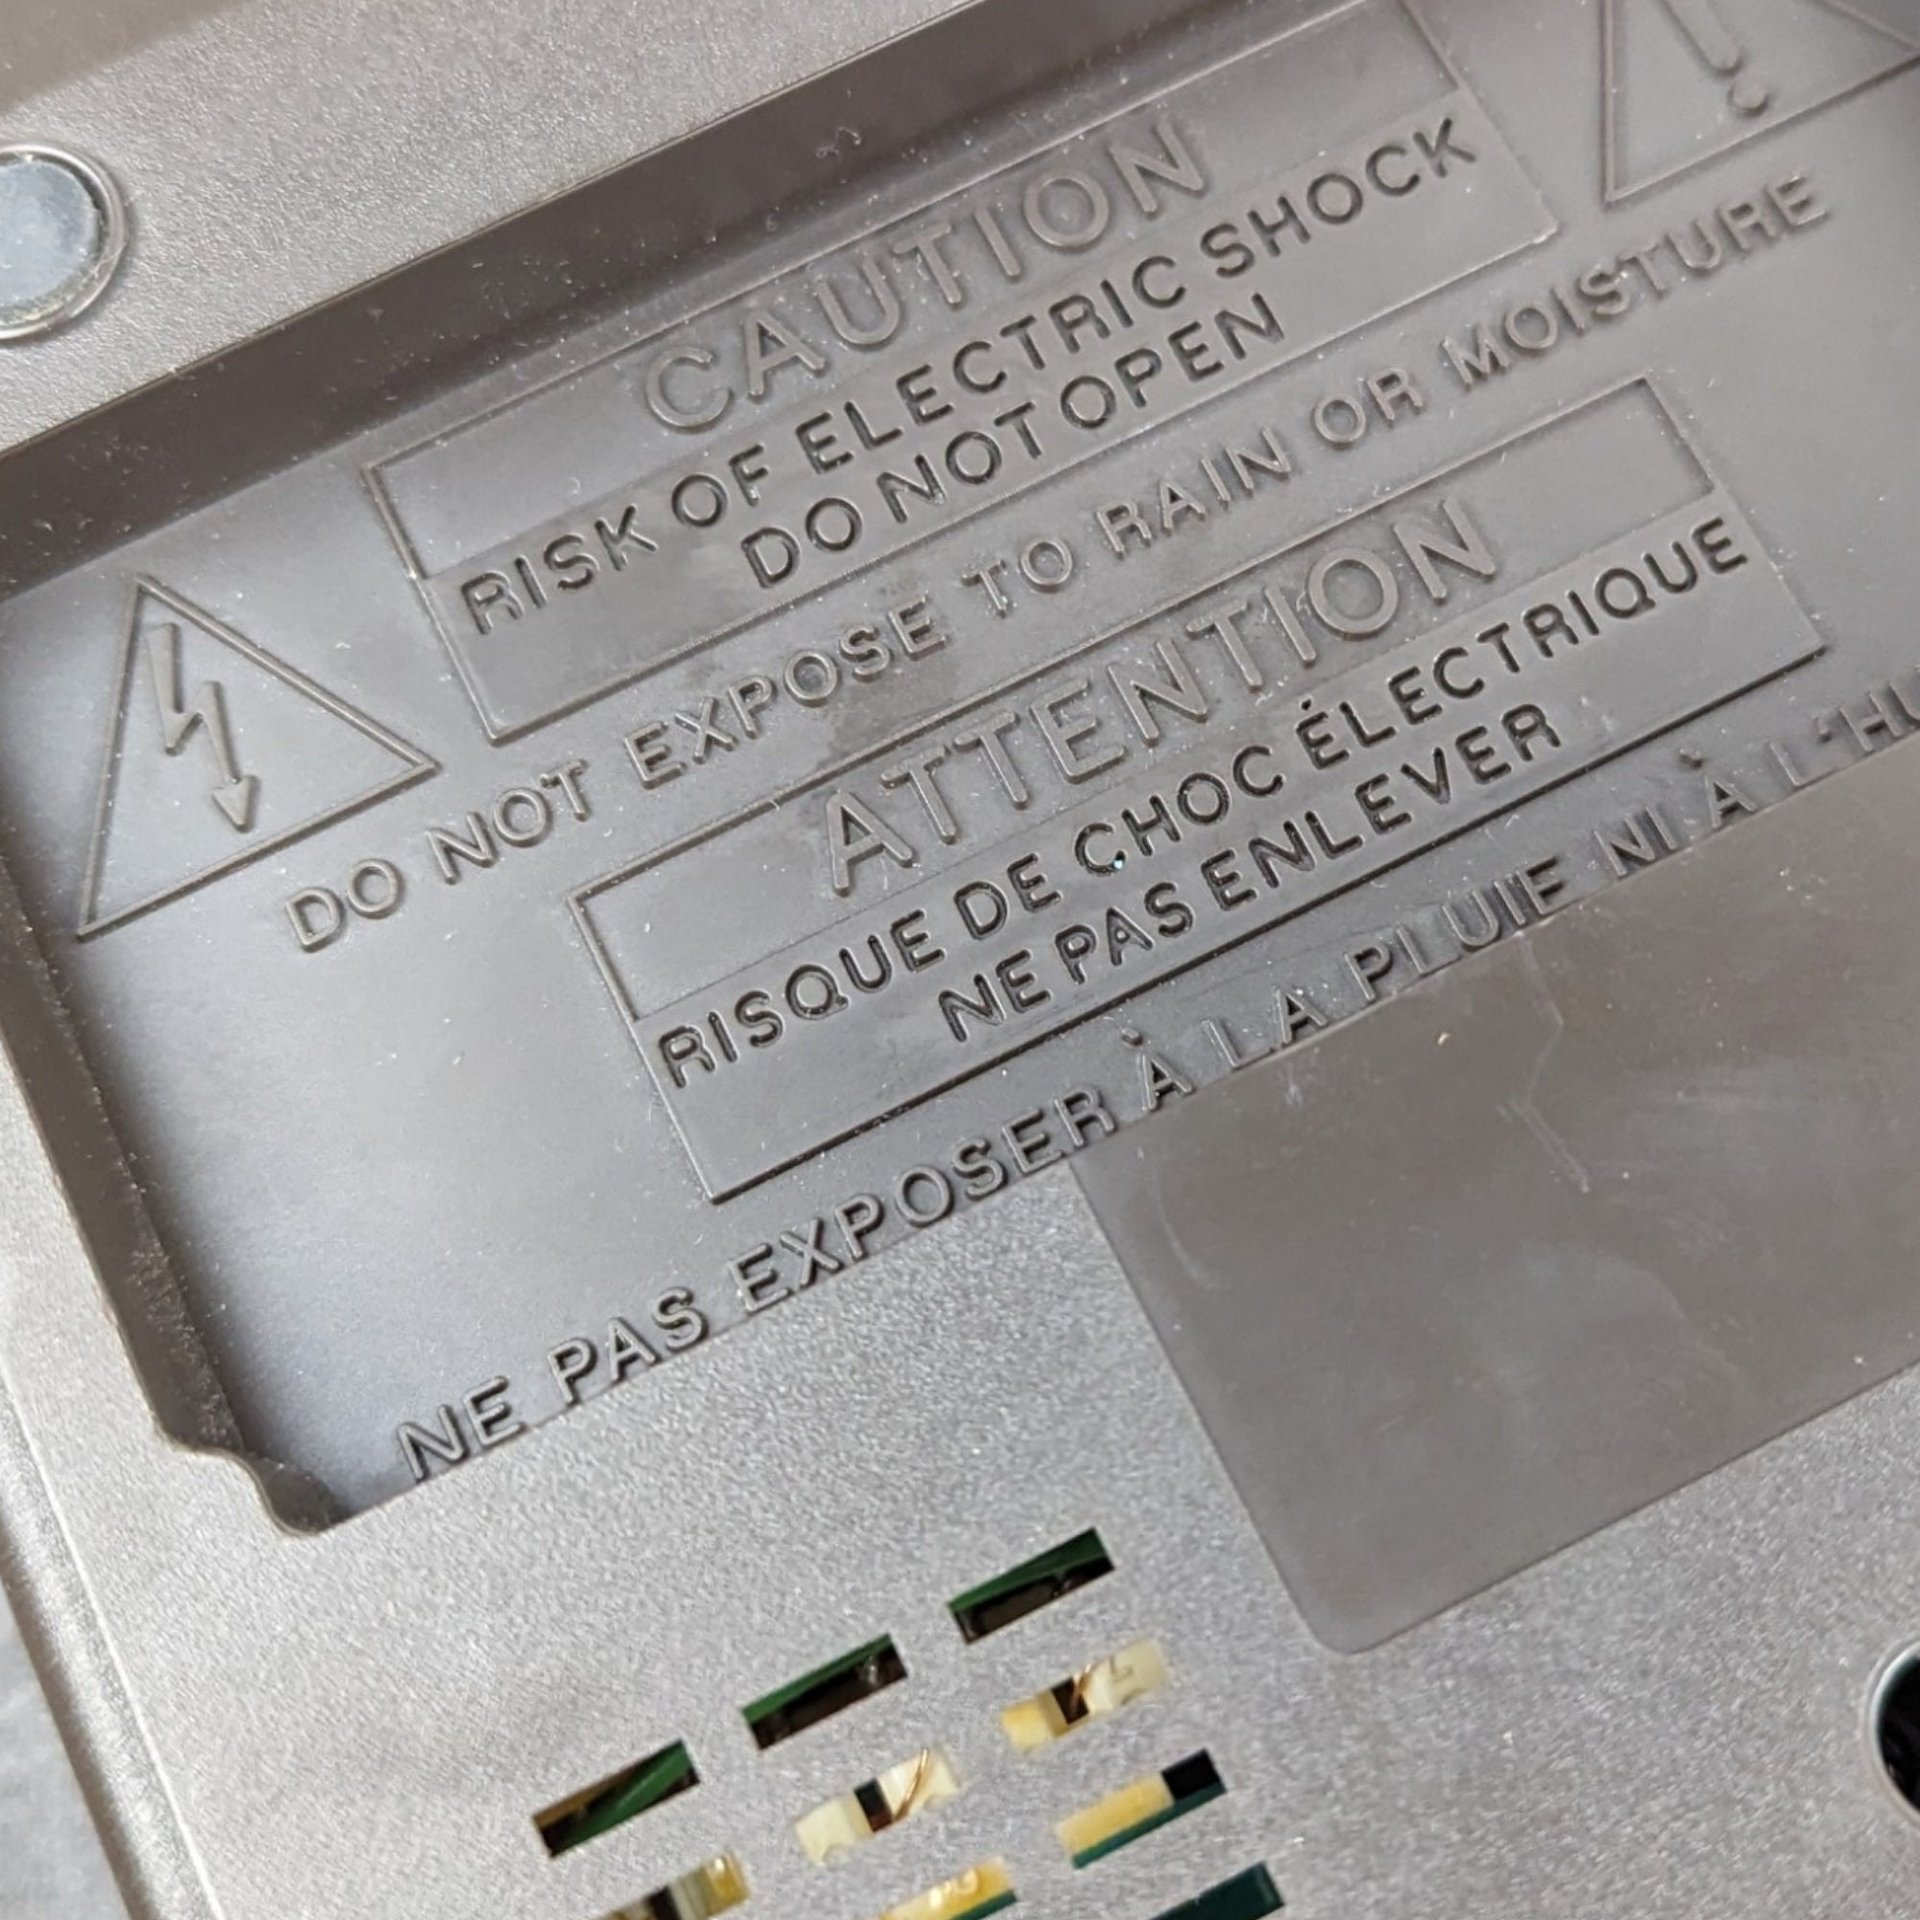 CAUTION
RISK OF ELECTRIC SHOCK
DO NOT OPEN
DO NOT EXPOSE TO RAIN OR MOISTURE
ATTENTION
RISQUE DE CHOC ÉLECTRIQUE
NE PAS ENLEVER
NE PAS EXPOSER À LA PLUIE NI À L'HU